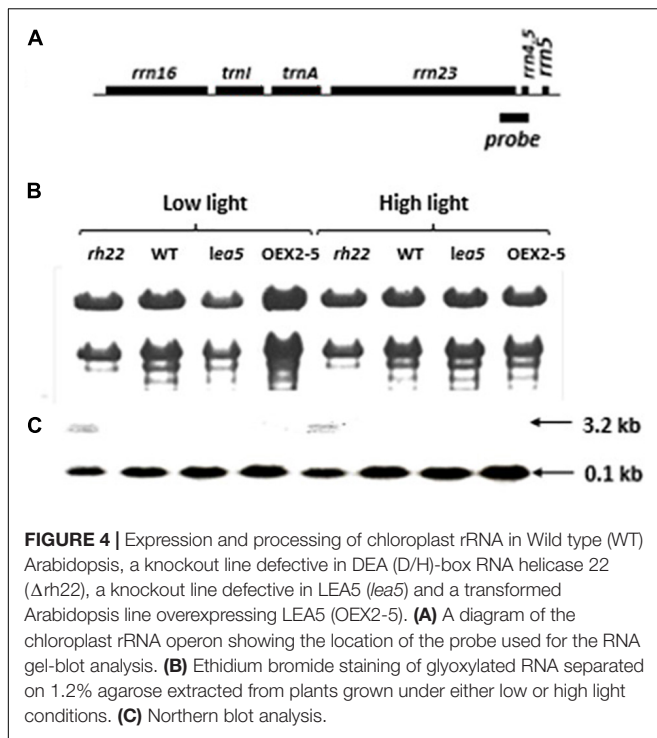 A
rrn16 trnI trnA rrn23 rrn4,5 rrn5
probe
B
Low light High light
rh22 WT lea5 OEX2-5 rh22 WT lea5 OEX2-5
C
3.2 kb
0.1 kb
FIGURE 4 | Expression and processing of chloroplast rRNA in Wild type (WT)
Arabidopsis, a knockout line defective in DEA (D/H)-box RNA helicase 22
(Δrh22), a knockout line defective in LEA5 (lea5) and a transformed
Arabidopsis line overexpressing LEA5 (OEX2-5). (A) A diagram of the
chloroplast rRNA operon showing the location of the probe used for the RNA
gel-blot analysis. (B) Ethidium bromide staining of glyoxylated RNA separated
on 1.2% agarose extracted from plants grown under either low or high light
conditions. (C) Northern blot analysis.